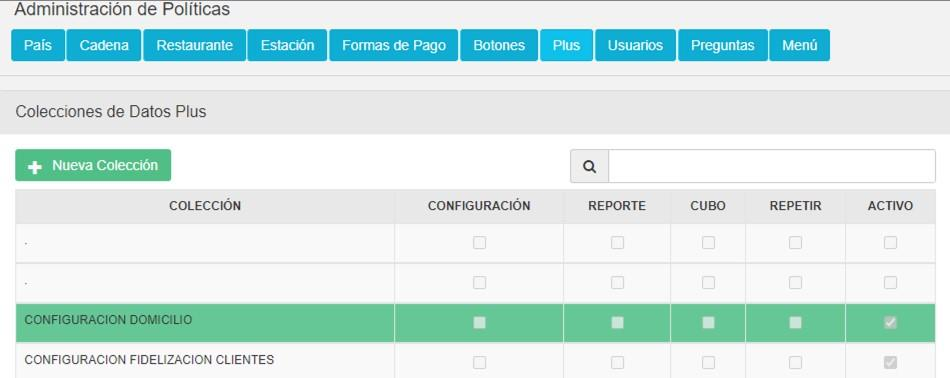 Administración de Políticas
País Cadena Restaurante Estación Formas de Pago Botones Plus Usuarios Preguntas Menú
Colecciones de Datos Plus
Nueva Colección
COLECCIÓN CONFIGURACIÓN REPORTE CUBO REPETIR ACTIVO
.
.
CONFIGURACION DOMICILIO
CONFIGURACION FIDELIZACION CLIENTES